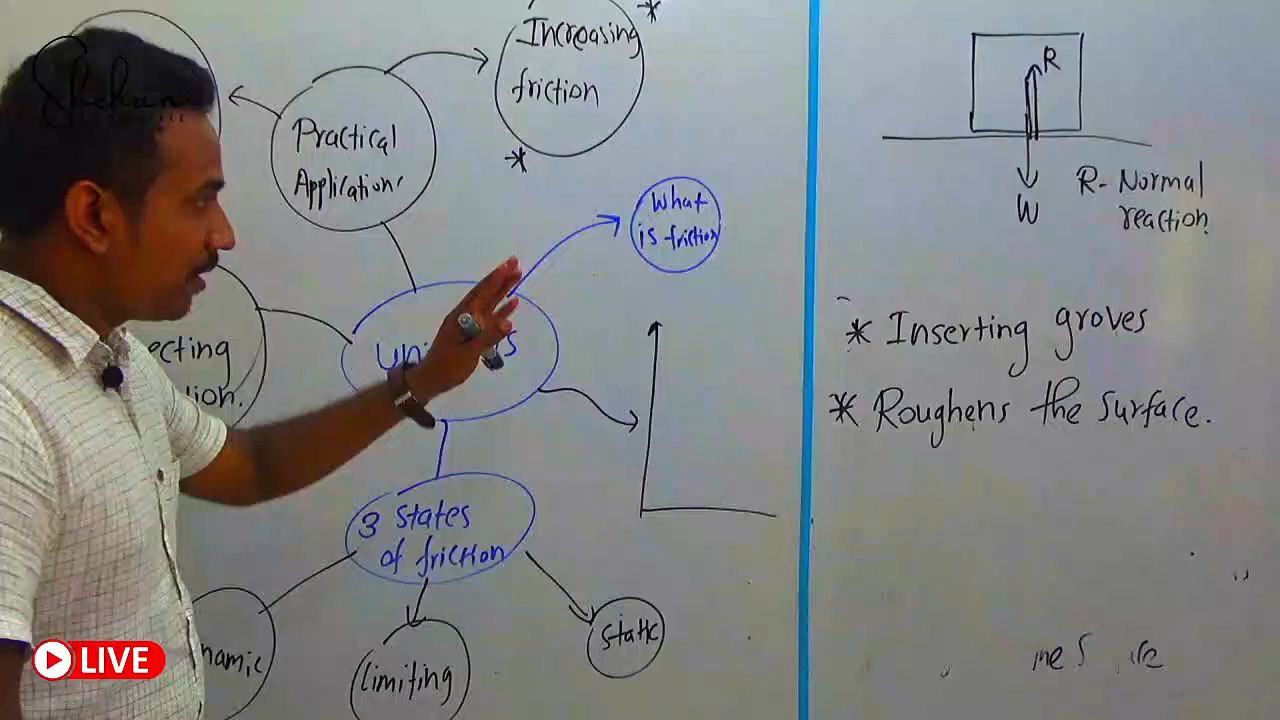 Shehan
Increasing
friction
Practical
Applications
R
W
R- Normal
reaction
What
is friction
* Inserting groves
* Roughens the surface.
3 states
of friction
static
limiting
LIVE